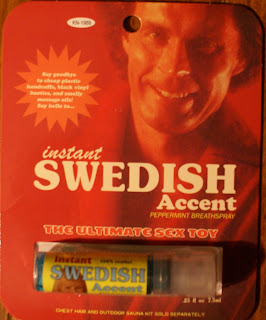 KN-1989
Say goodbye
to cheap plastic
handcuffs, black vinyl
booties, and smelly
massage oils!
Say hello to...
instant
SWEDISH
Accent
PEPPERMINT BREATHSPRAY
THE ULTIMATE SEX TOY
Instant
SWEDISH
Accent
.25 fl oz 7.5ml
CHEST HAIR AND OUTDOOR SAUNA KIT SOLD SEPARATELY